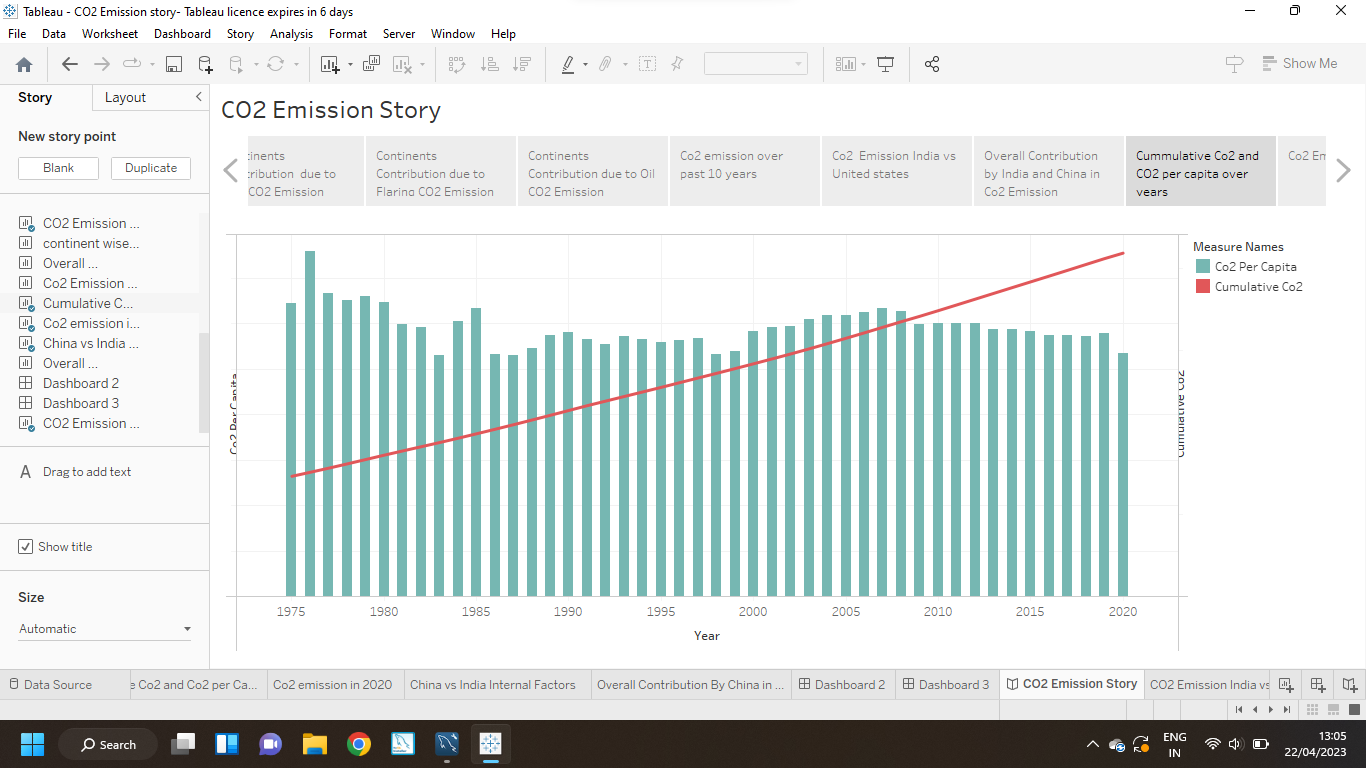 Tableau - CO2 Emission story- Tableau licence expires in 6 days
File Data Worksheet Dashboard Story Analysis Format Server Window Help
Show Me
Story Layout
New story point
Blank Duplicate
CO2 Emission ...
continent wise...
Overall ...
Co2 Emission ...
Cumulative C...
Co2 emission i...
China vs India ...
Overall ...
Dashboard 2
Dashboard 3
CO2 Emission ...
A Drag to add text
Show title
Size
Automatic
CO2 Emission Story
tinents
tribution due to
CO2 Emission
Continents
Contribution due to
Flaring CO2 Emission
Continents
Contribution due to Oil
CO2 Emission
Co2 emission over
past 10 years
Co2 Emission India vs
United states
Overall Contribution
by India and China in
Co2 Emission
Cummulative Co2 and
CO2 per capita over
years
Co2 Em
Co2 Per Capita
Cumulative Co2
1975 1980 1985 1990 1995 2000 2005 2010 2015 2020
Year
Measure Names
Co2 Per Capita
Cumulative Co2
Data Source
e Co2 and Co2 per Ca...
Co2 emission in 2020
China vs India Internal Factors
Overall Contribution By China in ...
Dashboard 2
Dashboard 3
CO2 Emission Story
CO2 Emission India vs
Search
ENG
IN
13:05
22/04/2023